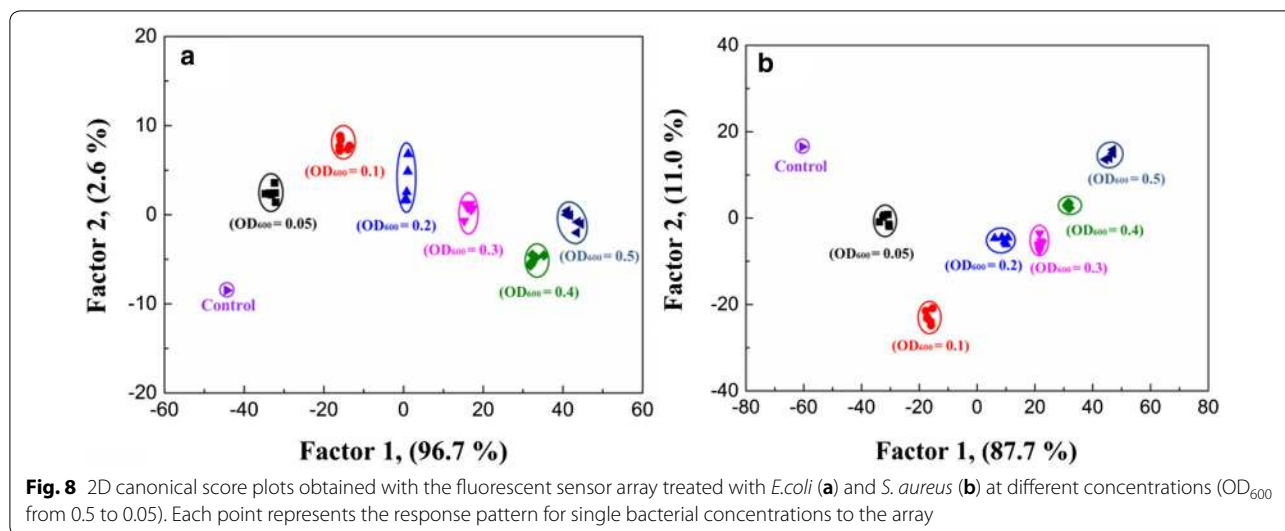 a
20
10
0
-10
-20
Factor 2, (2.6 %)
Control
(OD600 = 0.05)
(OD600 = 0.1)
(OD600 = 0.2)
(OD600 = 0.3)
(OD600 = 0.4)
(OD600 = 0.5)
-60 -40 -20 0 20 40 60
Factor 1, (96.7 %)
b
40
20
0
-20
-40
Factor 2, (11.0 %)
Control
(OD600 = 0.05)
(OD600 = 0.1)
(OD600 = 0.2)
(OD600 = 0.3)
(OD600 = 0.4)
(OD600 = 0.5)
-80 -60 -40 -20 0 20 40 60 80
Factor 1, (87.7 %)
Fig. 8 2D canonical score plots obtained with the fluorescent sensor array treated with E.coli (a) and S. aureus (b) at different concentrations (OD600
from 0.5 to 0.05). Each point represents the response pattern for single bacterial concentrations to the array